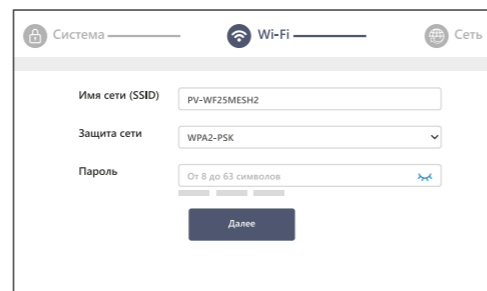 Система
Wi-Fi
Сеть
Имя сети (SSID)
PV-WF25MESH2
Защита сети
WPA2-PSK
Пароль
От 8 до 63 символов
Далее